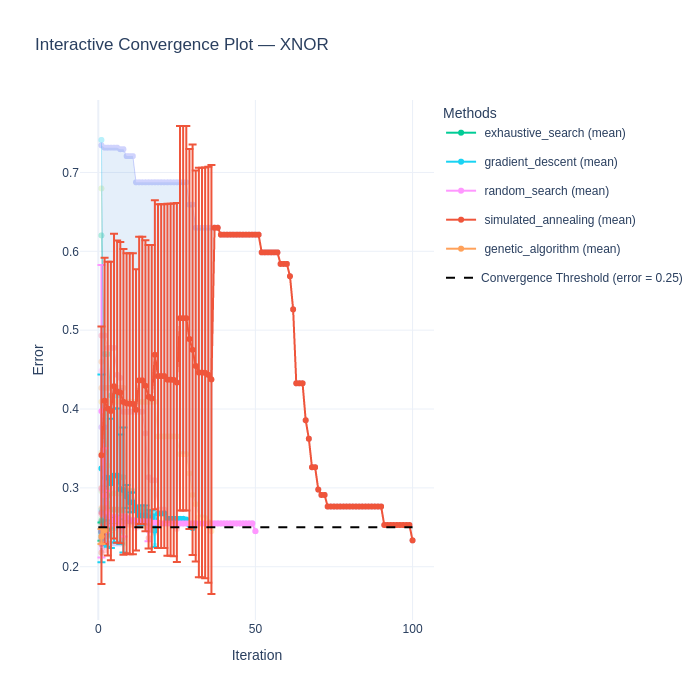 Interactive Convergence Plot — XNOR
Methods
exhaustive_search (mean)
gradient_descent (mean)
random_search (mean)
simulated_annealing (mean)
genetic_algorithm (mean)
Convergence Threshold (error = 0.25)
Error
0.7
0.6
0.5
0.4
0.3
0.2
0
50
100
Iteration